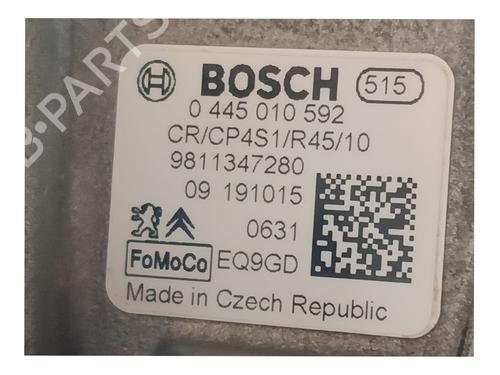 B-PARTS
BOSCH 515
0 445 010 592
CR/CP4S1/R45/10
9811347280
09 191015
0631
FoMoCo EQ9GD
Made in Czech Republic